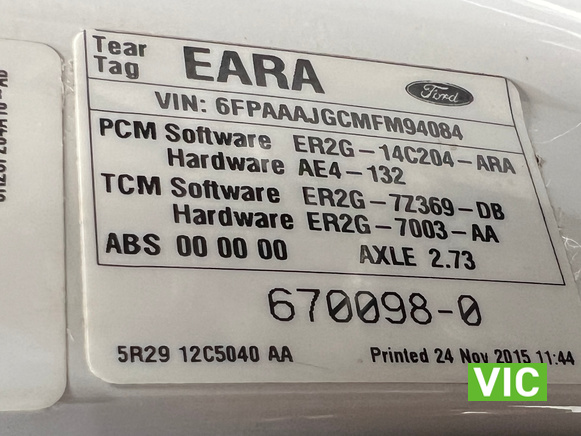 Tear Tag EARA Ford
VIN: 6FPAAAJGCMFM94084
PCM Software ER2G-14C204-ARA
Hardware AE4-132
TCM Software ER2G-7Z369-DB
Hardware ER2G-7003-AA
ABS 00 00 00 AXLE 2.73
670098-0
5R29 12C5040 AA Printed 24 Nov 2015 11:44
VIC